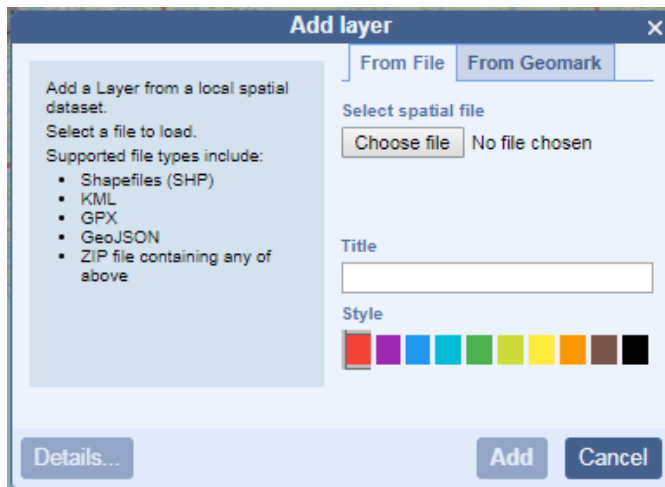 Add layer
×
Add a Layer from a local spatial
dataset.
Select a file to load.
Supported file types include:
• Shapefiles (SHP)
• KML
• GPX
• GeoJSON
• ZIP file containing any of
above
From File
From Geomark
Select spatial file
Choose file No file chosen
Title
Style
Details...
Add
Cancel